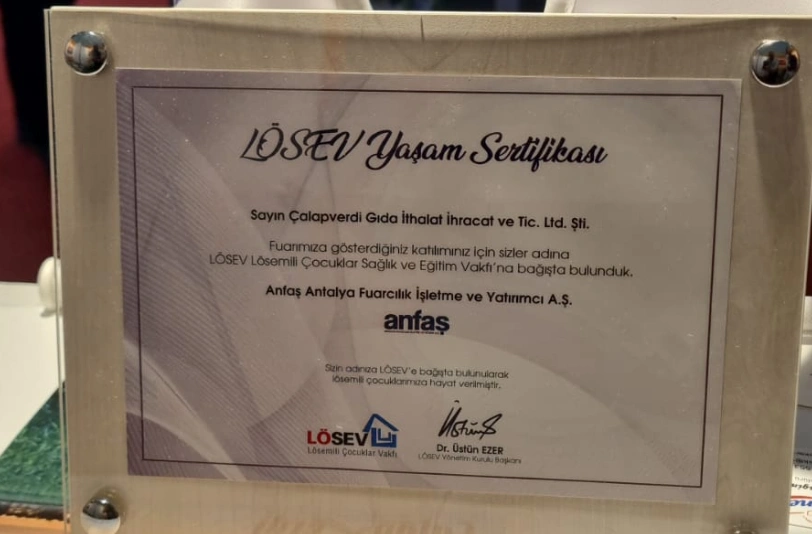 LÖSEV Yaşam Sertifikası
Sayın Çalapverdi Gıda İthalat İhracat ve Tic. Ltd. Şti.
Fuarımıza gösterdiğiniz katılımınız için sizler adına
LÖSEV Lösemili Çocuklar Sağlık ve Eğitim Vakfı'na bağışta bulunduk.
Anfaş Antalya Fuarcılık İşletme ve Yatırımcı A.Ş.
anfaş
Sizin adınıza LÖSEV'e bağışta bulunularak
lösemili çocuklarımıza hayat verilmiştir.
LÖSEV
Lösemili Çocuklar Vakfı
Dr. Üstün EZER
LÖSEV Yönetim Kurulu Başkanı